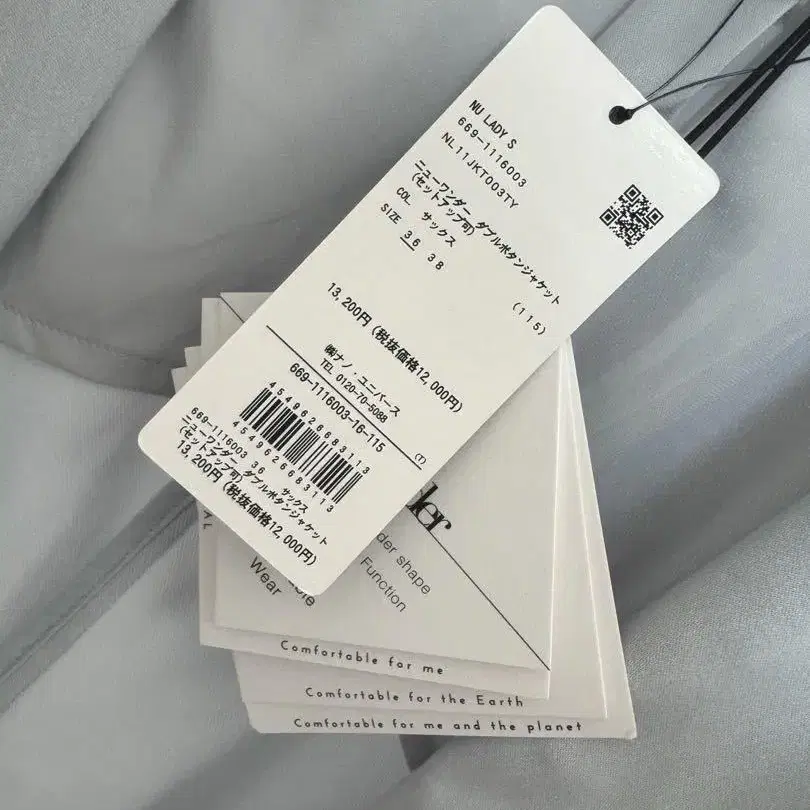 NU LADY S
669-1116003
NL11JKT003TY
ニューワンダー ダブルボタンジャケット
(セットアップ可)
COL サックス
SIZE 36 38
(115)
13,200円(税抜価格12,000円)
㈱ナノ・ユニバース
TEL 0120-70-5088
669-1116003-16-115
(T)
4549626683113
4549626683113
669-1116003 36 サックス
ニューワンダー ダブルボタンジャケット
(セットアップ可)
13,200円(税抜価格12,000円)
shape
Function
Wear
Comfortable for me
Comfortable for the Earth
Comfortable for me and the planet